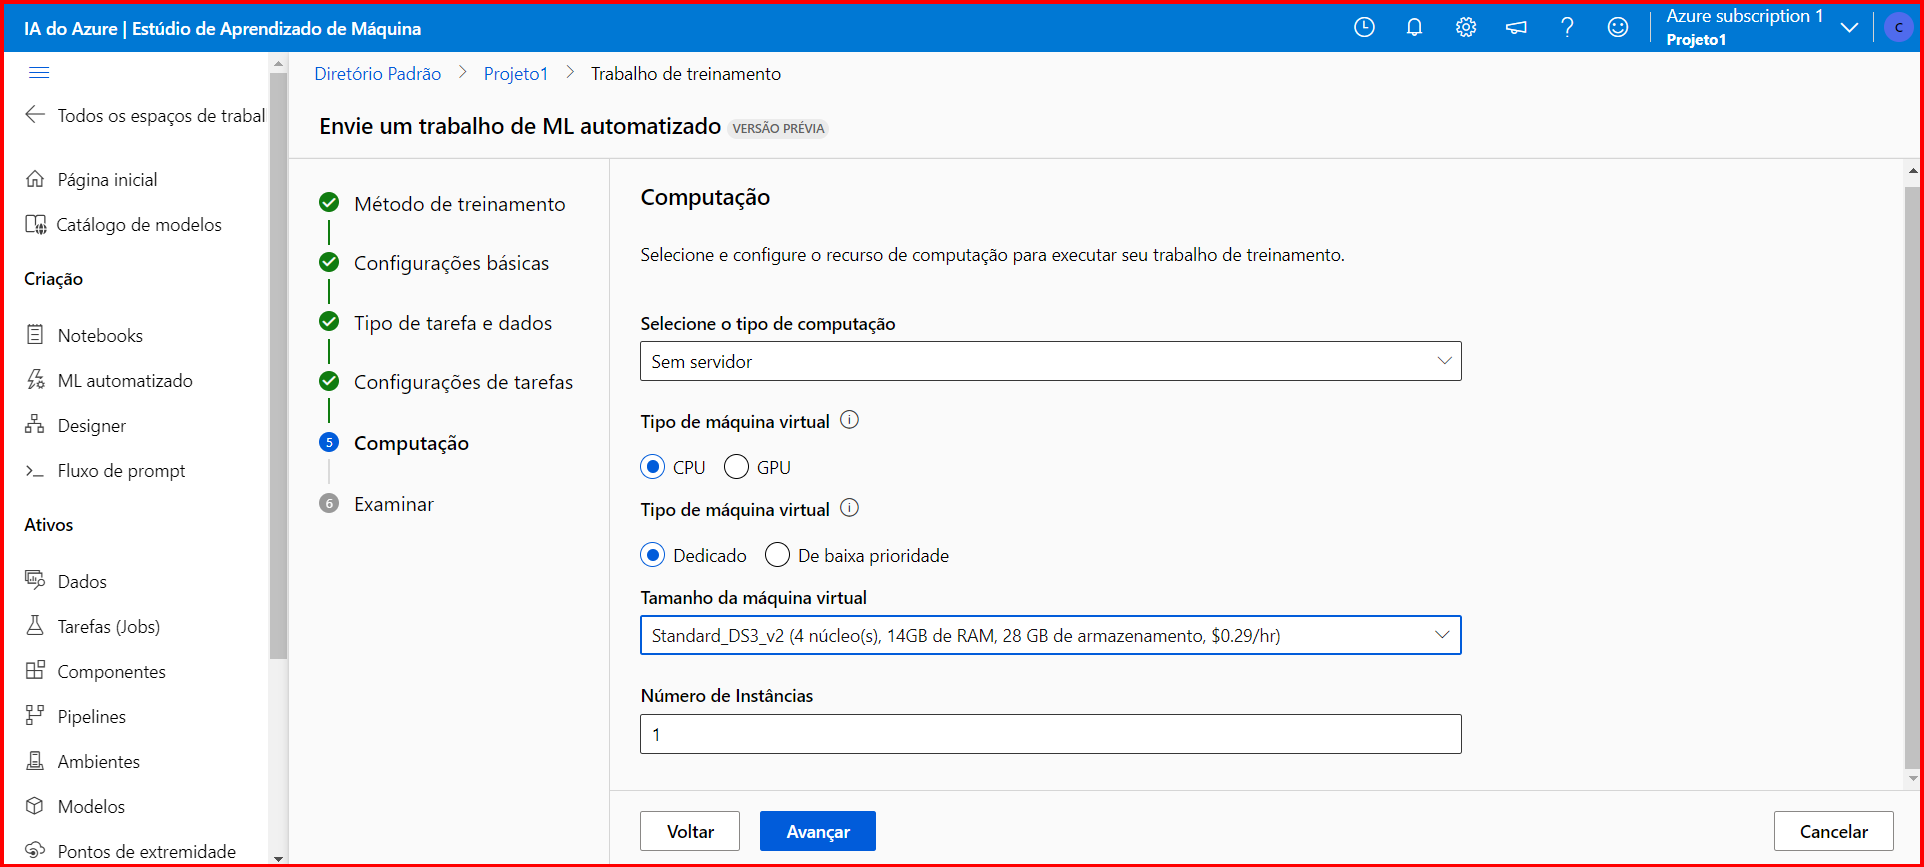 IA do Azure | Estúdio de Aprendizado de Máquina
Azure subscription 1
Projeto1
C
Todos os espaços de trabal
Página inicial
Catálogo de modelos
Criação
Notebooks
ML automatizado
Designer
Fluxo de prompt
Ativos
Dados
Tarefas (Jobs)
Componentes
Pipelines
Ambientes
Modelos
Pontos de extremidade
Diretório Padrão > Projeto1 > Trabalho de treinamento
Envie um trabalho de ML automatizado VERSÃO PRÉVIA
Método de treinamento
Configurações básicas
Tipo de tarefa e dados
Configurações de tarefas
5 Computação
6 Examinar
Computação
Selecione e configure o recurso de computação para executar seu trabalho de treinamento.
Selecione o tipo de computação
Sem servidor
Tipo de máquina virtual
CPU GPU
Tipo de máquina virtual
Dedicado De baixa prioridade
Tamanho da máquina virtual
Standard_DS3_v2 (4 núcleo(s), 14GB de RAM, 28 GB de armazenamento, $0.29/hr)
Número de Instâncias
1
Voltar Avançar Cancelar